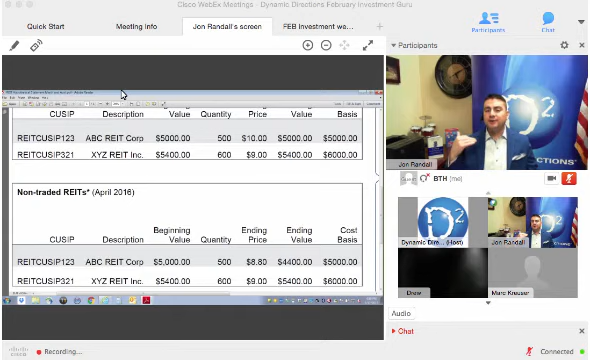 Cisco WebEx Meetings - Dynamic Directions February Investment Guru
Quick Start
Meeting Info
Jon Randall's screen
FEB Investment we...
+
Participants
Chat
Participants
CUSIP Description Value Quantity Price Value Basis
REITCUSIP123 ABC REIT Corp $5000.00 500 $10.00 $5000.00 $5000.00
REITCUSIP321 XYZ REIT Inc. $5400.00 600 $9.00 $5400.00 $6000.00
Non-traded REITs* (April 2016)
Beginning Ending Ending Cost
CUSIP Description Value Quantity Price Value Basis
REITCUSIP123 ABC REIT Corp $5,000.00 500 $8.80 $4400.00 $5000.00
REITCUSIP321 XYZ REIT Inc. $5400.00 600 $9.00 $5400.00 $6000.00
D2
CTIONS
Jon Randall
BTH (me)
Dynamic Dire... (Host)
Jon Randall
Drew
Marc Kreuser
Audio
Chat
Recording...
Connected